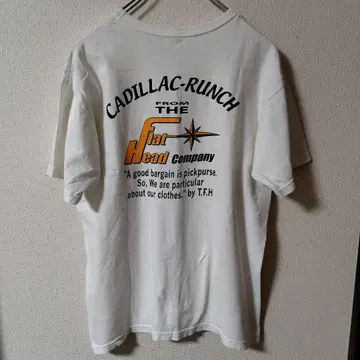 CADILLAC-RUNCH
FROM
THE
Flat
Head Company
"A good bargain is pickpurse.
So, We are particular
about our clothes." by T.F.H